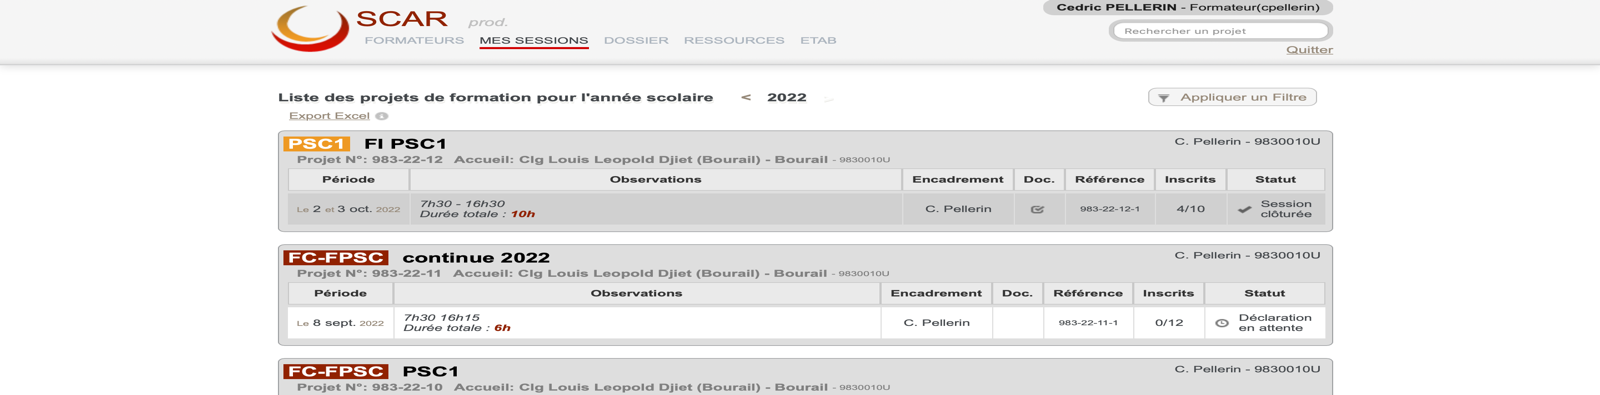 SCAR prod.
Cedric PELLERIN - Formateur(cpellerin)
FORMATEURS MES SESSIONS DOSSIER RESSOURCES ETAB
Rechercher un projet
Quitter
Liste des projets de formation pour l'année scolaire < 2022
Appliquer un Filtre
Export Excel
PSC1 FI PSC1 C. Pellerin - 9830010U
Projet N°: 983-22-12 Accueil: Clg Louis Leopold Djiet (Bourail) - Bourail - 9830010U
Période Observations Encadrement Doc. Référence Inscrits Statut
Le 2 et 3 oct. 2022 7h30 - 16h30 C. Pellerin 983-22-12-1 4/10 Session
Durée totale : 10h clôturée
FC-FPSC continue 2022 C. Pellerin - 9830010U
Projet N°: 983-22-11 Accueil: Clg Louis Leopold Djiet (Bourail) - Bourail - 9830010U
Période Observations Encadrement Doc. Référence Inscrits Statut
Le 8 sept. 2022 7h30 16h15 C. Pellerin 983-22-11-1 0/12 Déclaration
Durée totale : 6h en attente
FC-FPSC PSC1 C. Pellerin - 9830010U
Projet N°: 983-22-10 Accueil: Clg Louis Leopold Djiet (Bourail) - Bourail - 9830010U